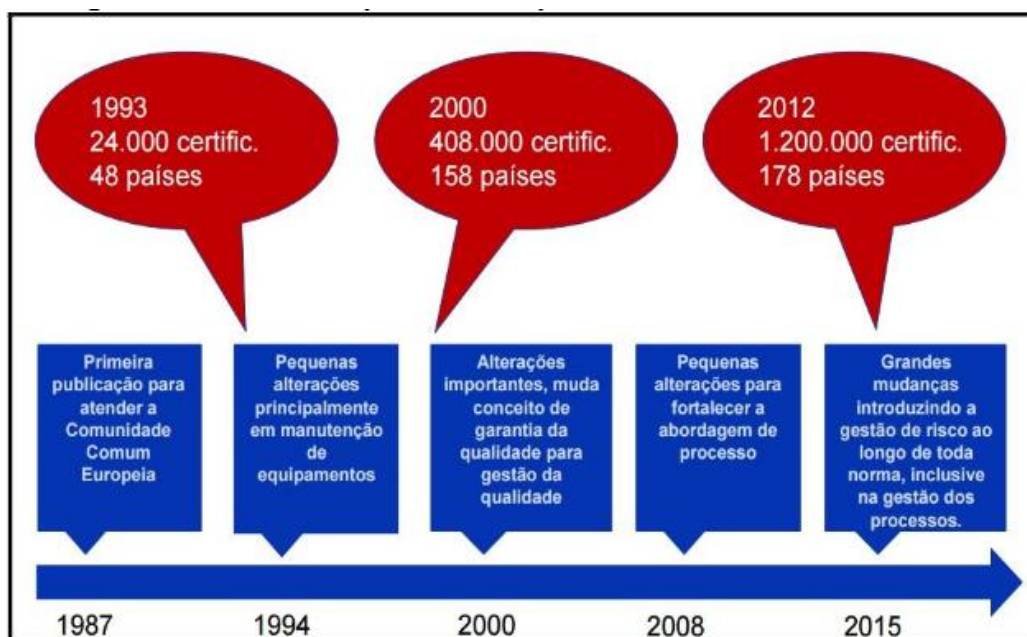 1993
24.000 certific.
48 países
2000
408.000 certific.
158 países
2012
1.200.000 certific.
178 países
Primeira
publicação para
atender a
Comunidade
Comum
Europeia
Pequenas
alterações
principalmente
em manutenção
de
equipamentos
Alterações
importantes, muda
conceito de
garantia da
qualidade para
gestão da
qualidade
Pequenas
alterações para
fortalecer a
abordagem de
processo
Grandes
mudanças
introduzindo a
gestão de risco ao
longo de toda
norma, inclusive
na gestão dos
processos.
1987
1994
2000
2008
2015